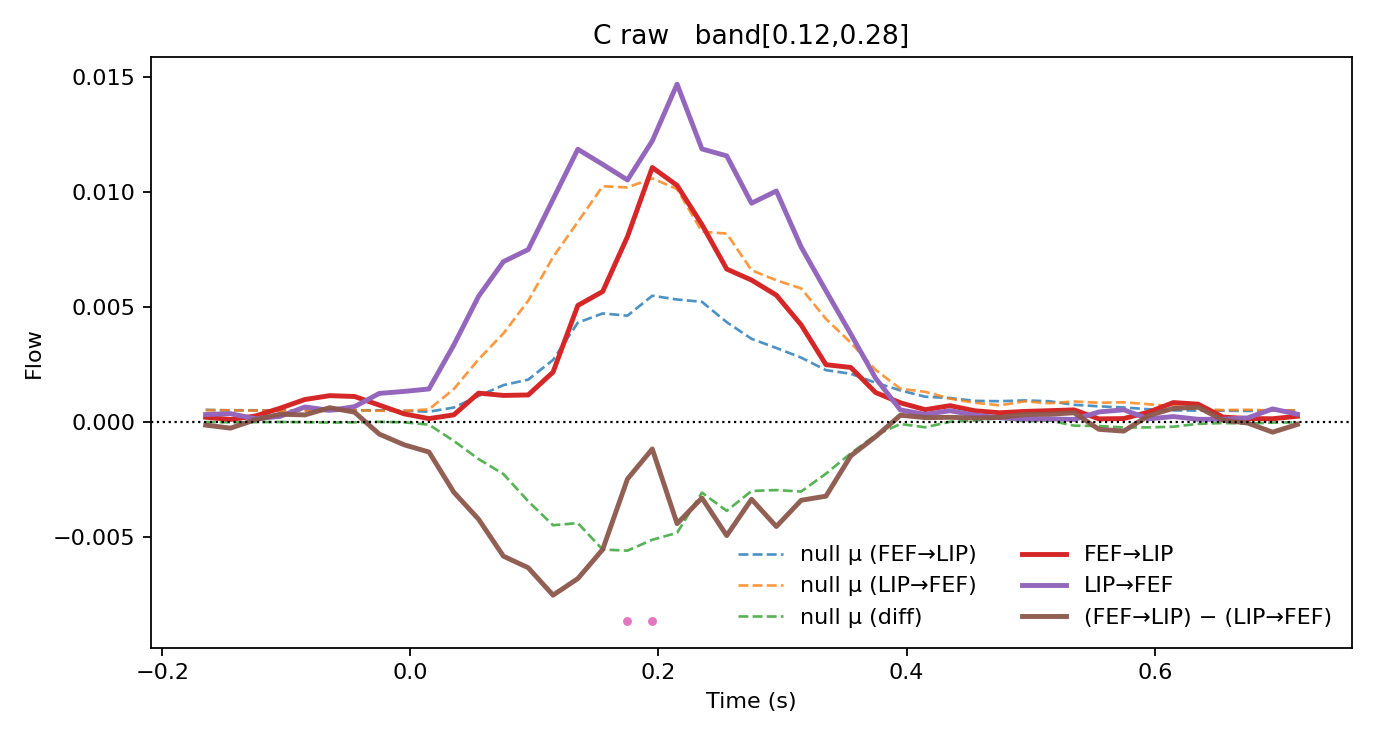 C raw   band[0.12,0.28]
0.015
0.010
0.005
0.000
−0.005
Flow
−0.2
0.0
0.2
0.4
0.6
Time (s)
null μ (FEF→LIP)
null μ (LIP→FEF)
null μ (diff)
FEF→LIP
LIP→FEF
(FEF→LIP) − (LIP→FEF)